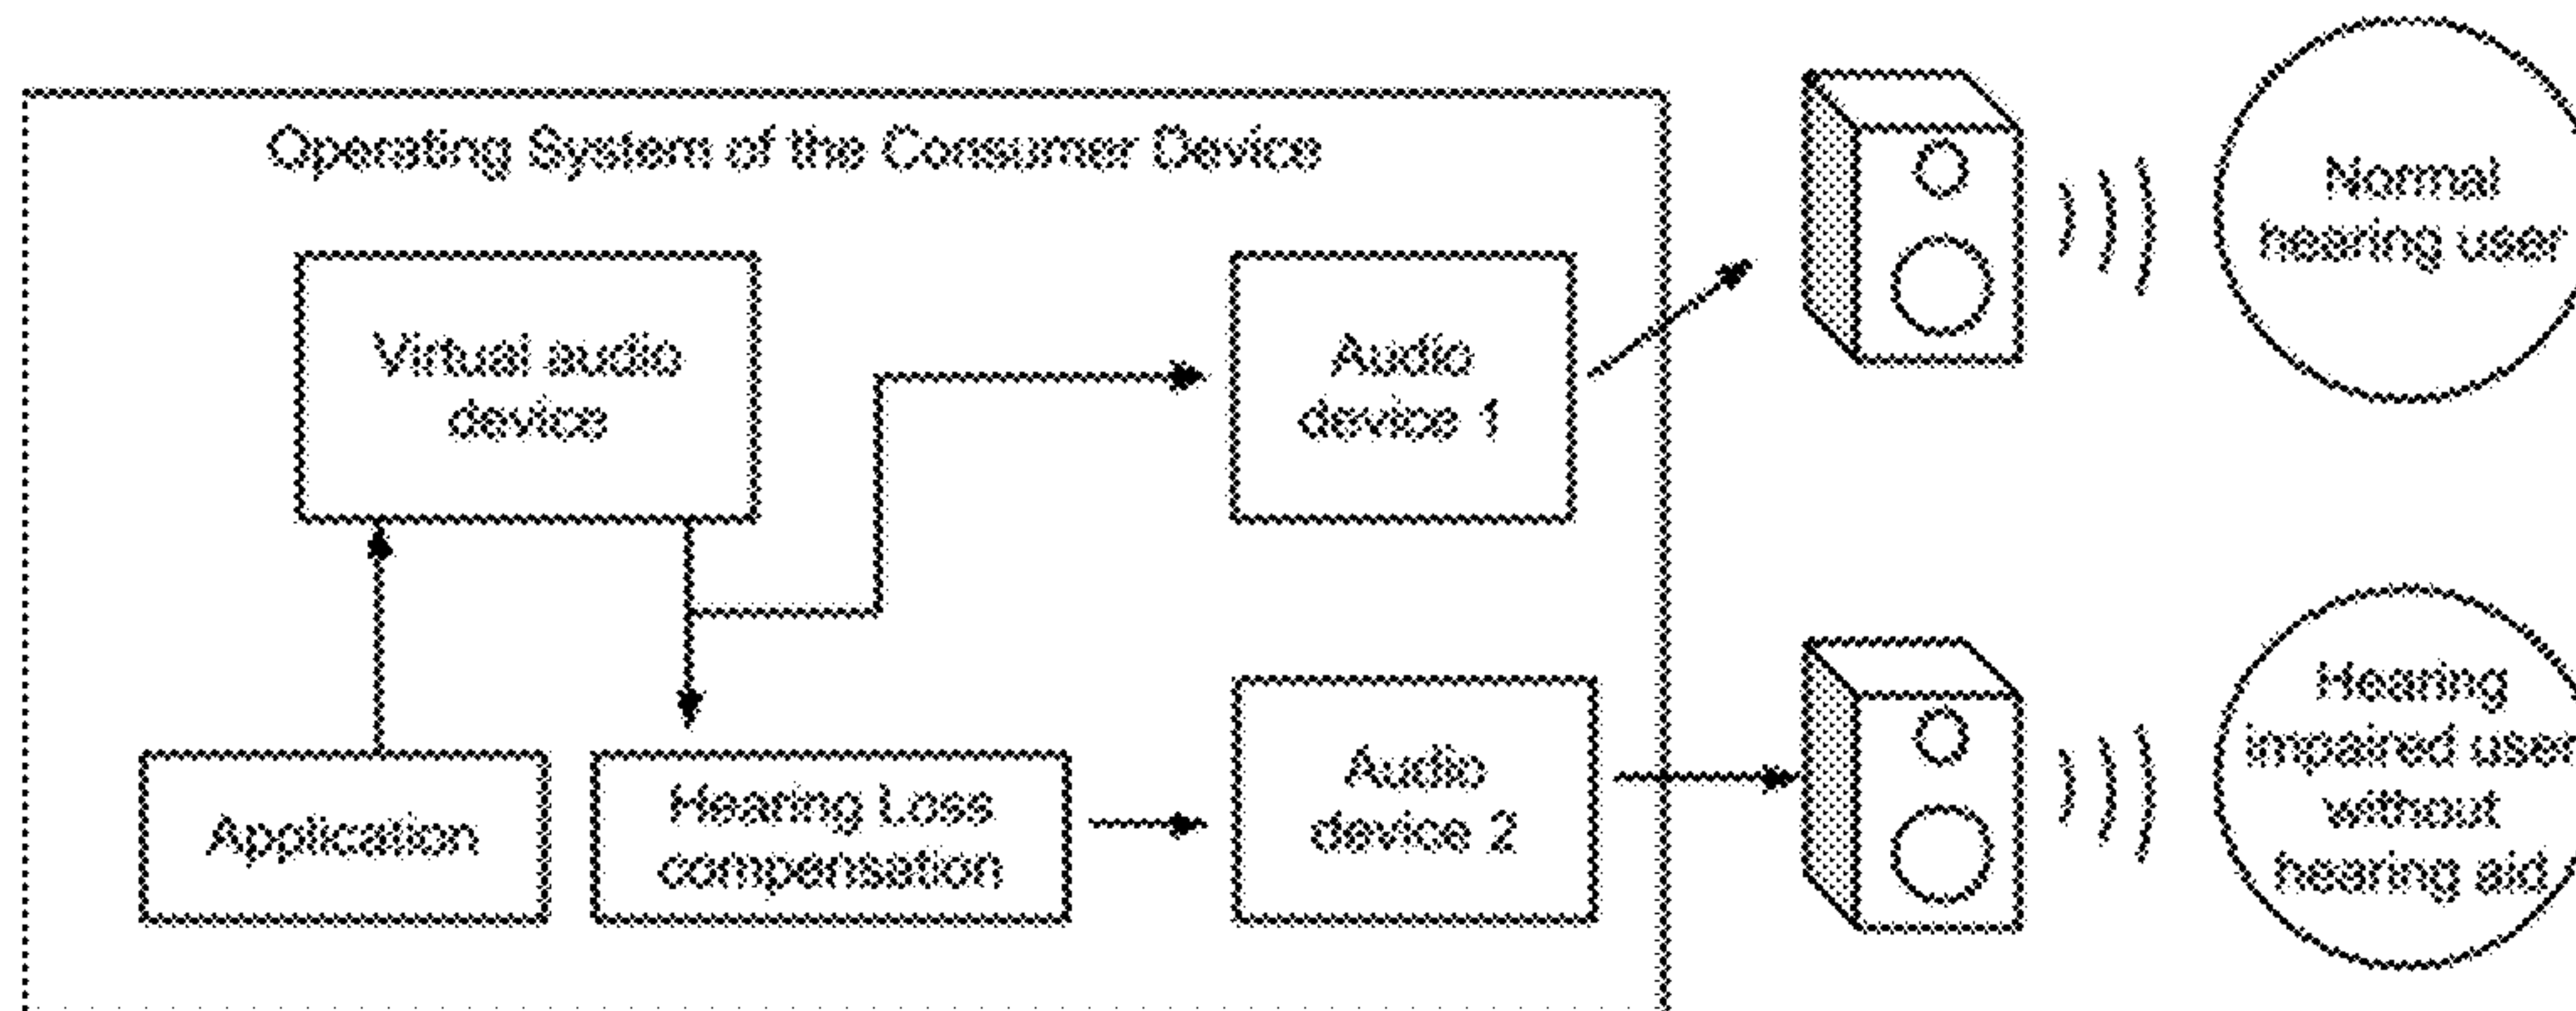 Operating System of the Consumer Device
Virtual audio
device
Audio
device 1
Normal
hearing user
Application
Hearing Loss
compensation
Audio
device 2
Hearing
impaired user
without
hearing aid